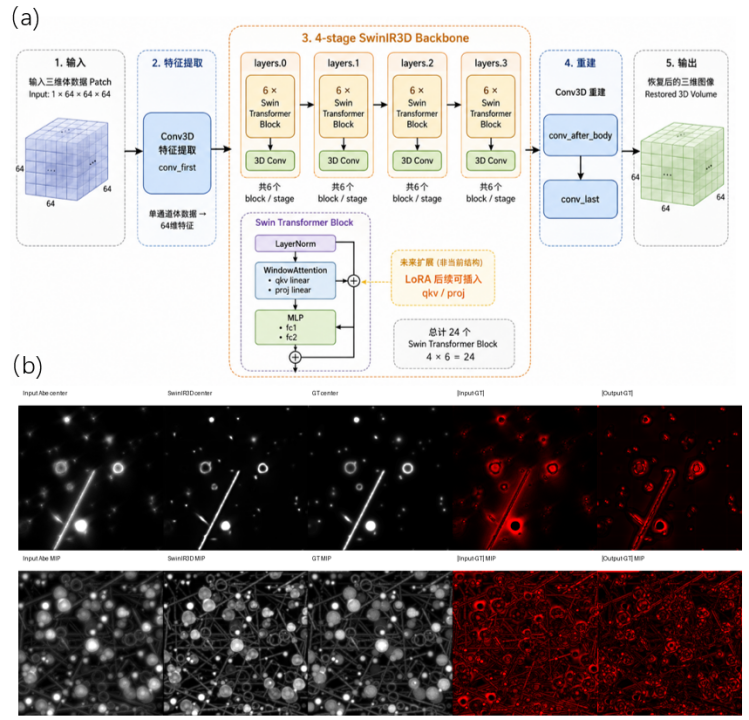 (a)
3. 4-stage SwinIR3D Backbone
1. 输入
输入三维体数据 Patch
Input: 1 × 64 × 64 × 64
64
64
64
2. 特征提取
Conv3D
特征提取
conv_first
单通道体数据 →
64维特征
layers.0
6 ×
Swin
Transformer
Block
3D Conv
共6个
block / stage
layers.1
6 ×
Swin
Transformer
Block
3D Conv
共6个
block / stage
layers.2
6 ×
Swin
Transformer
Block
3D Conv
共6个
block / stage
layers.3
6 ×
Swin
Transformer
Block
3D Conv
共6个
block / stage
Swin Transformer Block
LayerNorm
WindowAttention
• qkv linear
• proj linear
MLP
• fc1
• fc2
未来扩展 (非当前结构)
LoRA 后续可插入
qkv / proj
总计 24 个
Swin Transformer Block
4 × 6 = 24
4. 重建
Conv3D 重建
conv_after_body
conv_last
5. 输出
恢复后的三维图像
Restored 3D Volume
64
64
64
(b)
Input Abe center
SwinIR3D center
GT center
|Input-GT|
|Output-GT|
Input Abe MIP
SwinIR3D MIP
GT MIP
|Input-GT| MIP
|Output-GT| MIP